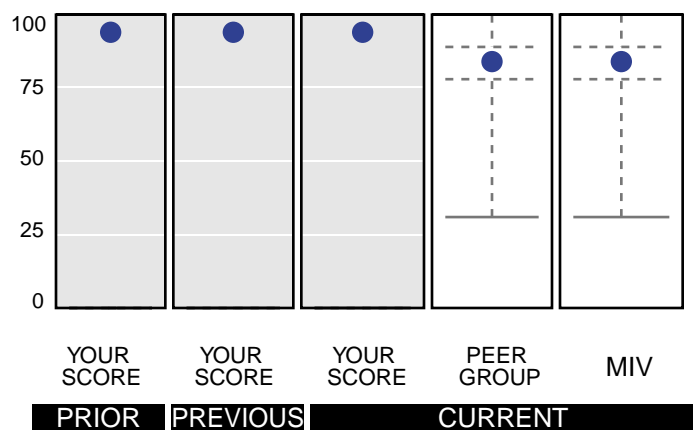 100
75
50
25
0
YOUR SCORE
YOUR SCORE
YOUR SCORE
PEER GROUP
MIV
PRIOR
PREVIOUS
CURRENT